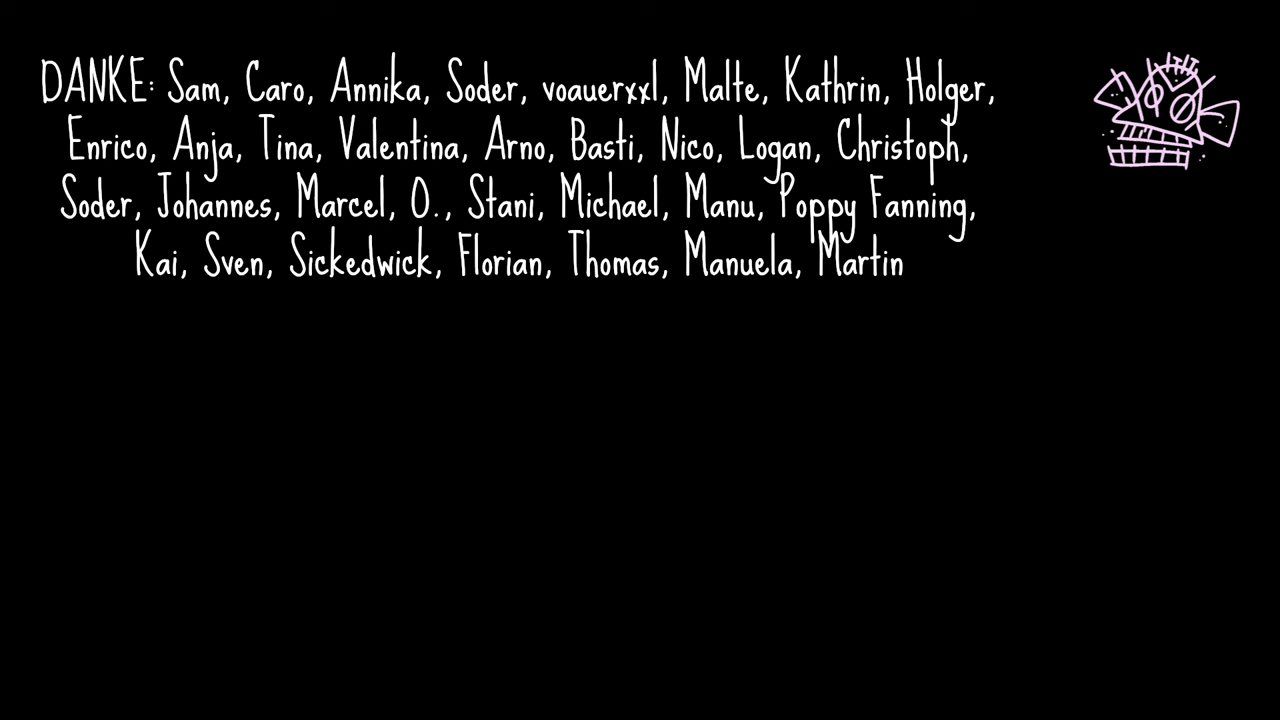 DANKE: Sam, Caro, Annika, Soder, voauerxxl, Malte, Kathrin, Holger,
Enrico, Anja, Tina, Valentina, Arno, Basti, Nico, Logan, Christoph,
Soder, Johannes, Marcel, O., Stani, Michael, Manu, Poppy Fanning,
Kai, Sven, Sickedwick, Florian, Thomas, Manuela, Martin